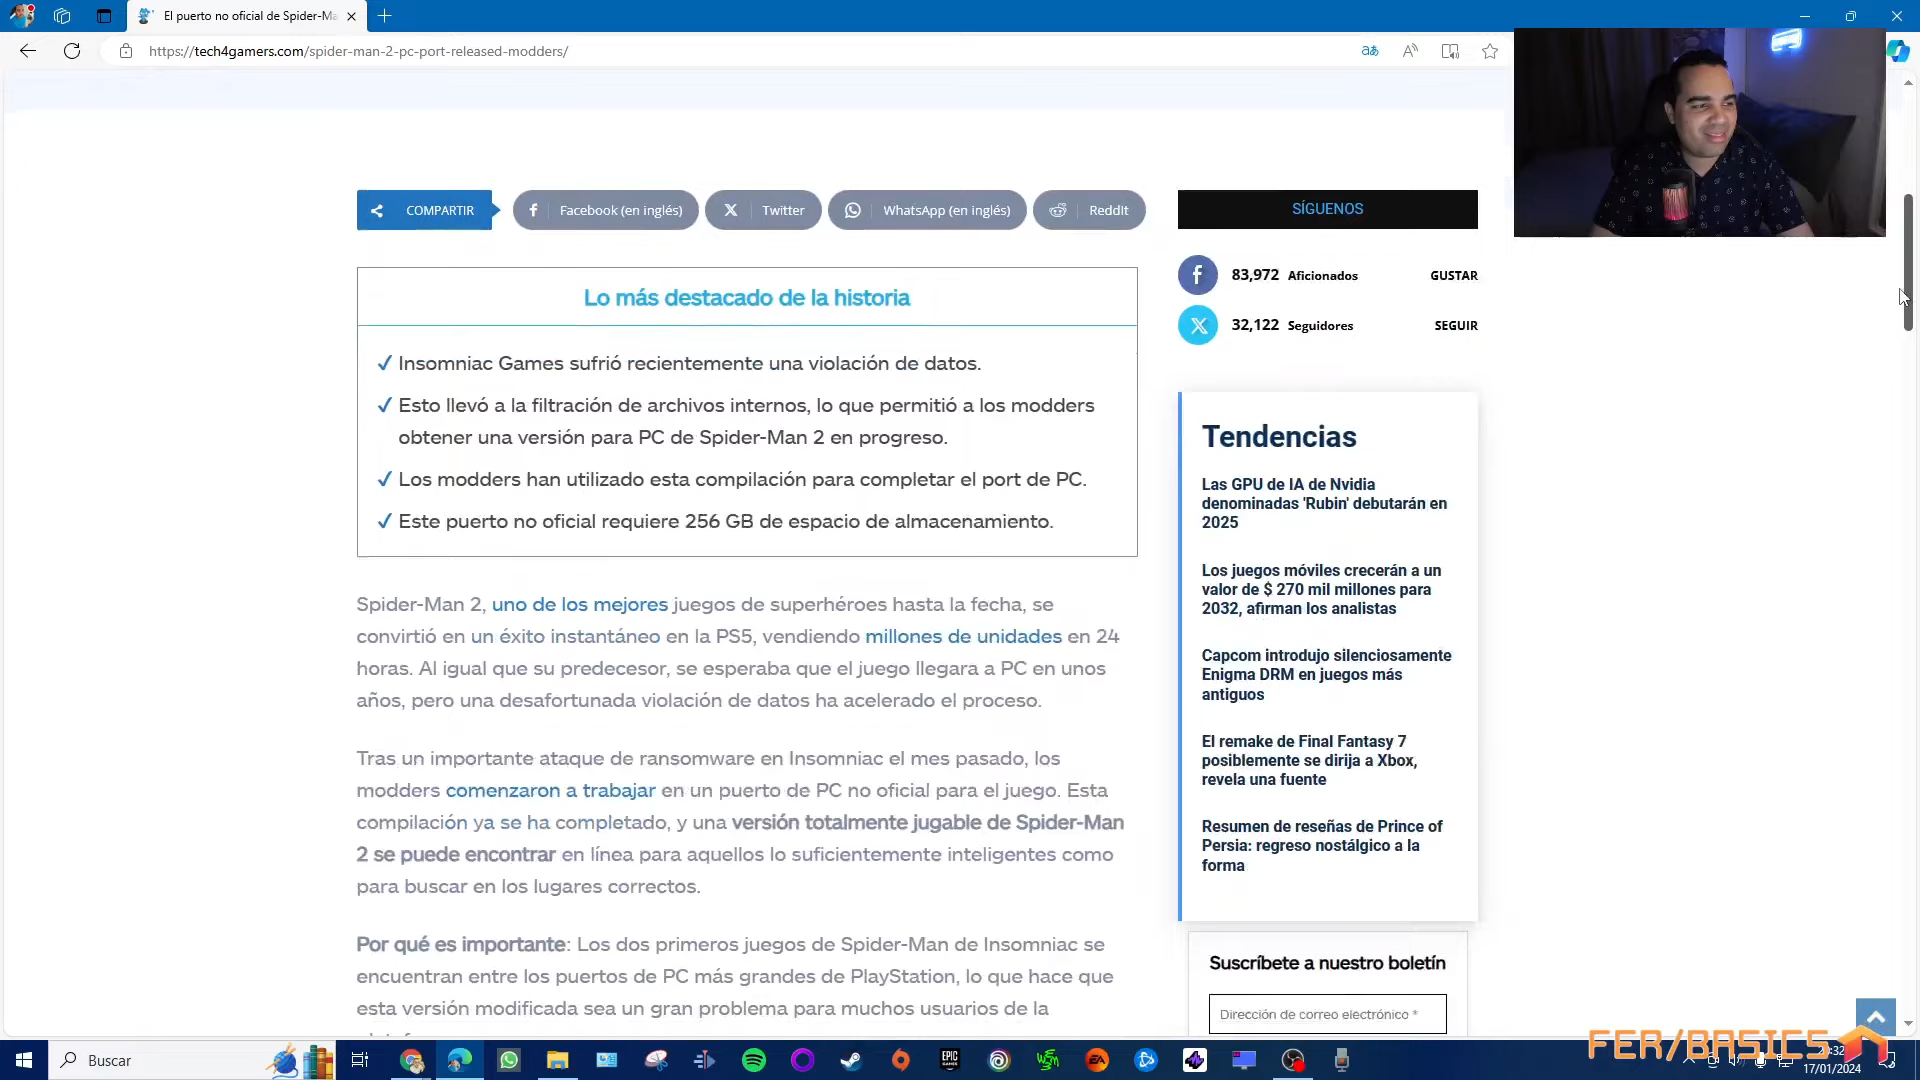 El puerto no oficial de Spider-Ma
https://tech4gamers.com/spider-man-2-pc-port-released-modders/
COMPARTIR
Facebook (en inglés)
Twitter
WhatsApp (en inglés)
ReddIt
Lo más destacado de la historia
Insomniac Games sufrió recientemente una violación de datos.
Esto llevó a la filtración de archivos internos, lo que permitió a los modders
obtener una versión para PC de Spider-Man 2 en progreso.
Los modders han utilizado esta compilación para completar el port de PC.
Este puerto no oficial requiere 256 GB de espacio de almacenamiento.
Spider-Man 2, uno de los mejores juegos de superhéroes hasta la fecha, se
convirtió en un éxito instantáneo en la PS5, vendiendo millones de unidades en 24
horas. Al igual que su predecesor, se esperaba que el juego llegara a PC en unos
años, pero una desafortunada violación de datos ha acelerado el proceso.
Tras un importante ataque de ransomware en Insomniac el mes pasado, los
modders comenzaron a trabajar en un puerto de PC no oficial para el juego. Esta
compilación ya se ha completado, y una versión totalmente jugable de Spider-Man
2 se puede encontrar en línea para aquellos lo suficientemente inteligentes como
para buscar en los lugares correctos.
Por qué es importante: Los dos primeros juegos de Spider-Man de Insomniac se
encuentran entre los puertos de PC más grandes de PlayStation, lo que hace que
esta versión modificada sea un gran problema para muchos usuarios de la
SÍGUENOS
83,972 Aficionados GUSTAR
32,122 Seguidores SEGUIR
Tendencias
Las GPU de IA de Nvidia
denominadas 'Rubin' debutarán en
2025
Los juegos móviles crecerán a un
valor de $ 270 mil millones para
2032, afirman los analistas
Capcom introdujo silenciosamente
Enigma DRM en juegos más
antiguos
El remake de Final Fantasy 7
posiblemente se dirija a Xbox,
revela una fuente
Resumen de reseñas de Prince of
Persia: regreso nostálgico a la
forma
Suscríbete a nuestro boletín
Dirección de correo electrónico *
FER/BASICS
Buscar
17/01/2024